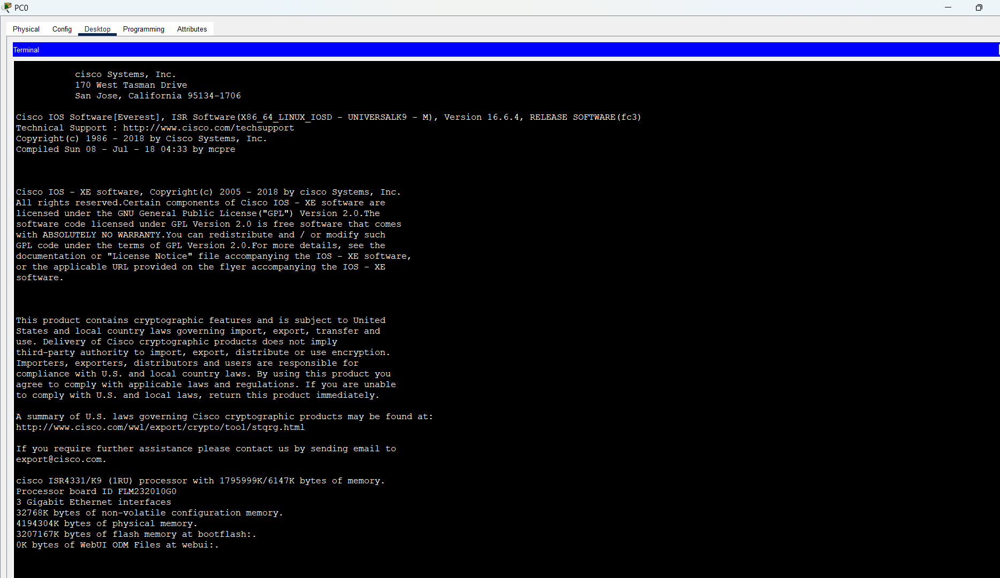 PC0
Physical Config Desktop Programming Attributes
Terminal
cisco Systems, Inc.
170 West Tasman Drive
San Jose, California 95134-1706
Cisco IOS Software[Everest], ISR Software(X86_64_LINUX_IOSD - UNIVERSALK9 - M), Version 16.6.4, RELEASE SOFTWARE(fc3)
Technical Support : http://www.cisco.com/techsupport
Copyright(c) 1986 - 2018 by Cisco Systems, Inc.
Compiled Sun 08 - Jul - 18 04:33 by mcpre
Cisco IOS - XE software, Copyright(c) 2005 - 2018 by cisco Systems, Inc.
All rights reserved.Certain components of Cisco IOS - XE software are
licensed under the GNU General Public License("GPL") Version 2.0.The
software code licensed under GPL Version 2.0 is free software that comes
with ABSOLUTELY NO WARRANTY.You can redistribute and / or modify such
GPL code under the terms of GPL Version 2.0.For more details, see the
documentation or "License Notice" file accompanying the IOS - XE software,
or the applicable URL provided on the flyer accompanying the IOS - XE
software.
This product contains cryptographic features and is subject to United
States and local country laws governing import, export, transfer and
use. Delivery of Cisco cryptographic products does not imply
third-party authority to import, export, distribute or use encryption.
Importers, exporters, distributors and users are responsible for
compliance with U.S. and local country laws. By using this product you
agree to comply with applicable laws and regulations. If you are unable
to comply with U.S. and local laws, return this product immediately.
A summary of U.S. laws governing Cisco cryptographic products may be found at:
http://www.cisco.com/wwl/export/crypto/tool/stqrg.html
If you require further assistance please contact us by sending email to
export@cisco.com.
cisco ISR4331/K9 (1RU) processor with 1795999K/6147K bytes of memory.
Processor board ID FLM232010G0
3 Gigabit Ethernet interfaces
32768K bytes of non-volatile configuration memory.
4194304K bytes of physical memory.
3207167K bytes of flash memory at bootflash:.
0K bytes of WebUI ODM Files at webui:.